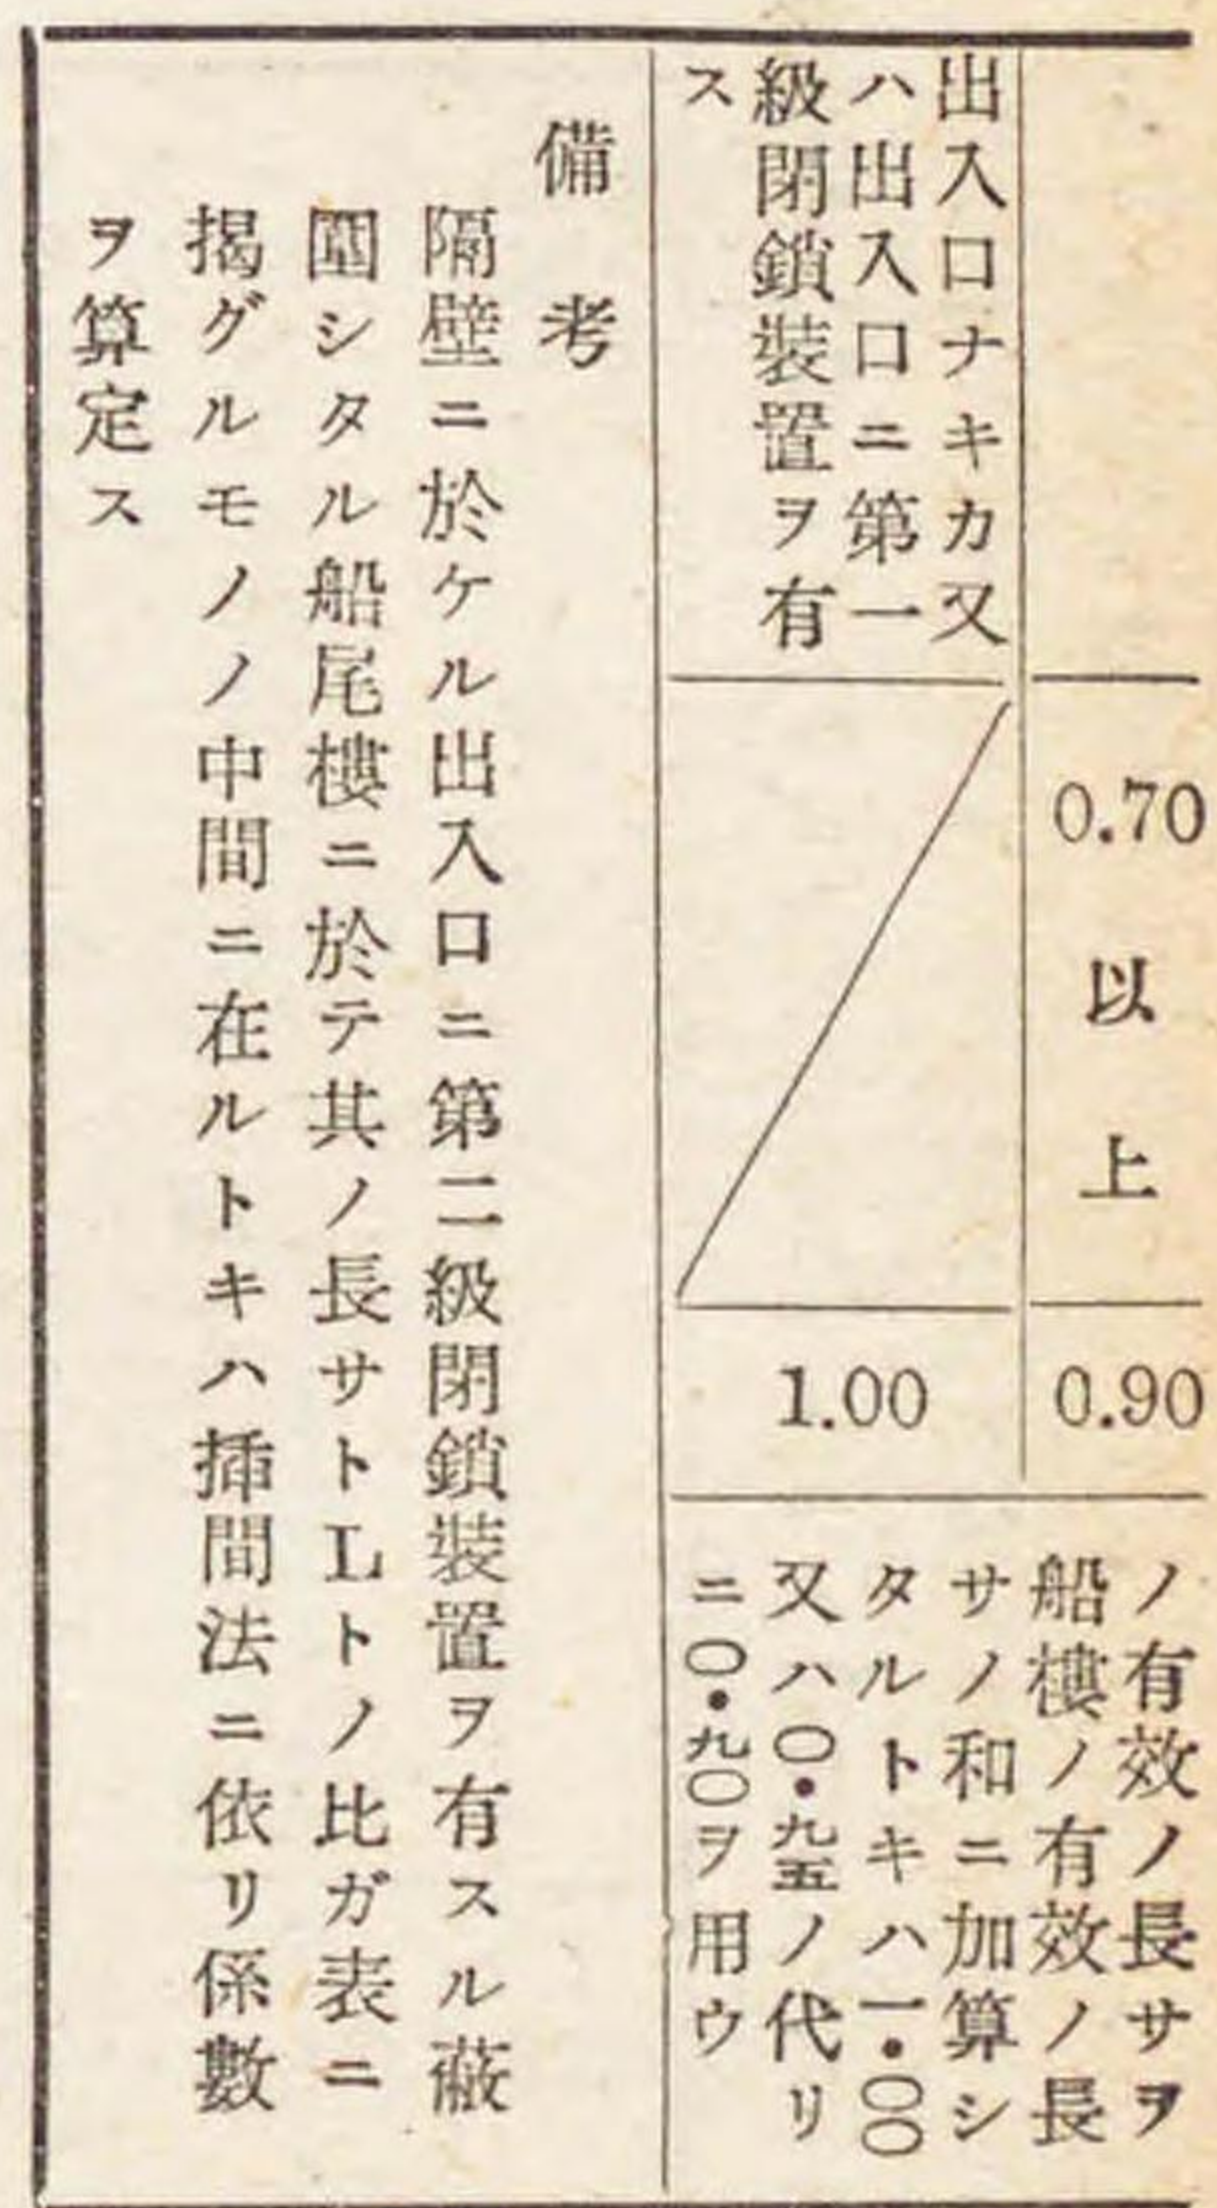 0.70以上
0.90
ノ有效ノ長サヲ
船樓ノ有效ノ長
サノ和ニ加算シ
タルトキハ一・〇〇
又ハ〇・九五ノ代リ
ニ〇・九〇ヲ用ウ
出入口ナキカ又
ハ出入口ニ第一
級閉鎖裝置ヲ有
ス
1.00
備考
隔壁ニ於ケル出入口ニ第二級閉鎖裝置ヲ有スル蔽
圍シタル船尾樓ニ於テ其ノ長サトLトノ比ガ表ニ
揭グルモノノ中間ニ在ルトキハ揷間法ニ依リ係數
ヲ算定ス